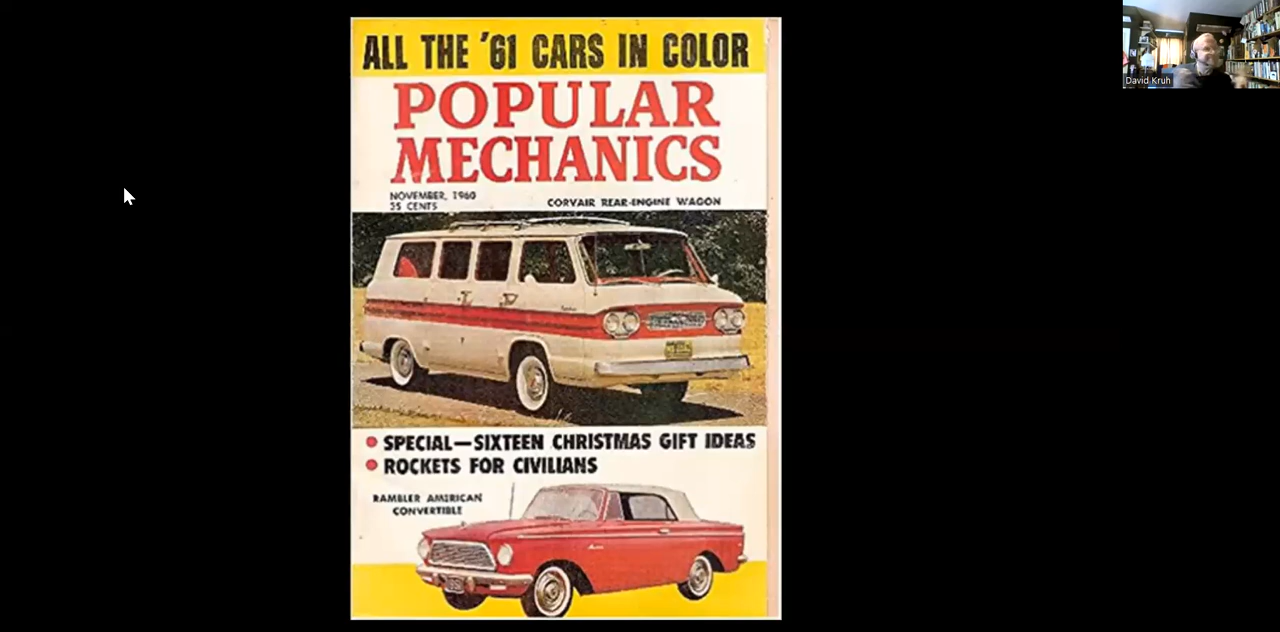 ALL THE '61 CARS IN COLOR
POPULAR
MECHANICS
NOVEMBER, 1960
35 CENTS
CORVAIR REAR-ENGINE WAGON
• SPECIAL—SIXTEEN CHRISTMAS GIFT IDEAS
• ROCKETS FOR CIVILIANS
RAMBLER AMERICAN
CONVERTIBLE
David Kruh